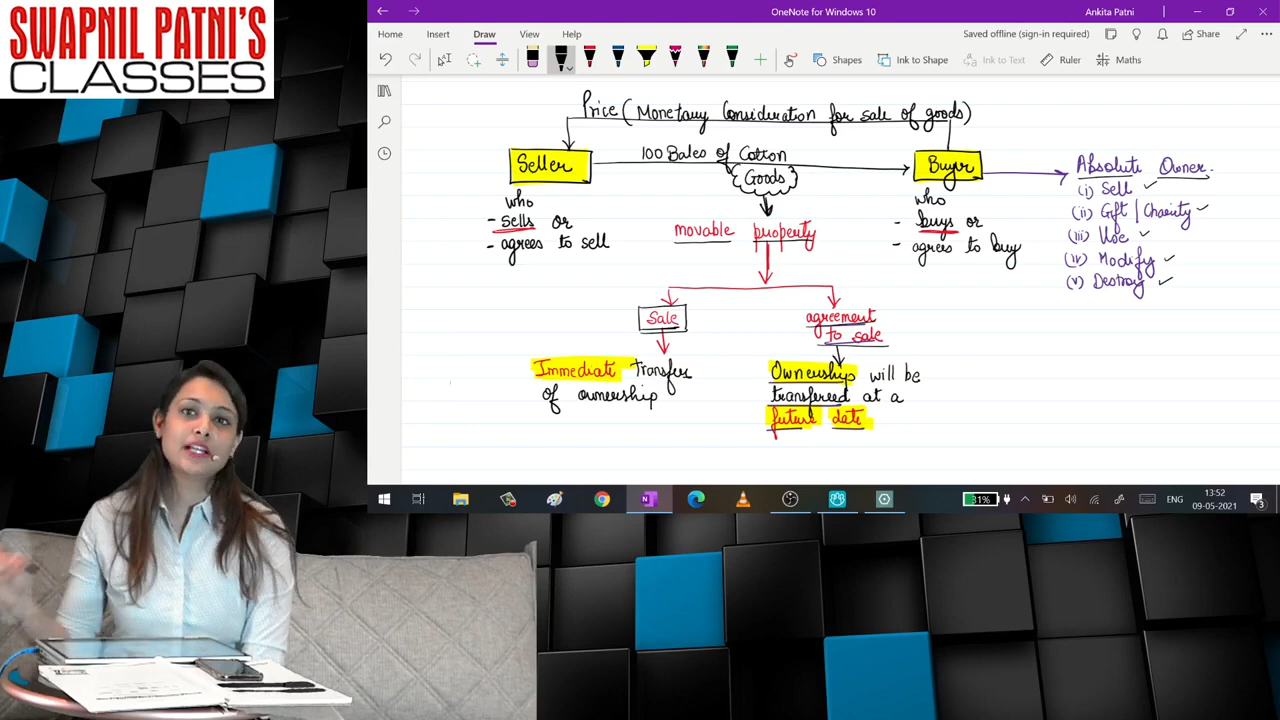 SWAPNIL PATNI'S
CLASSES
OneNote for Windows 10
Ankita Patni
Home Insert Draw View Help
Saved offline (sign-in required)
Share
Shapes
Ink to Shape
Ink to Text
Ruler
Maths
Price (Monetary Consideration for sale of goods)
Seller
100 Bales of Cotton
Goods
Buyer
Absolute Owner.
(i) Sell
(ii) Gift | Chairity
(iii) Use
(iv) Modify
(v) Destroy
who
- sells or
- agrees to sell
movable property
who
- buys or
- agrees to buy
Sale
agreement
to sale
Immediate Transfer
of ownership
Ownership will be
transfered at a
future date
31%
ENG
13:52
09-05-2021
3